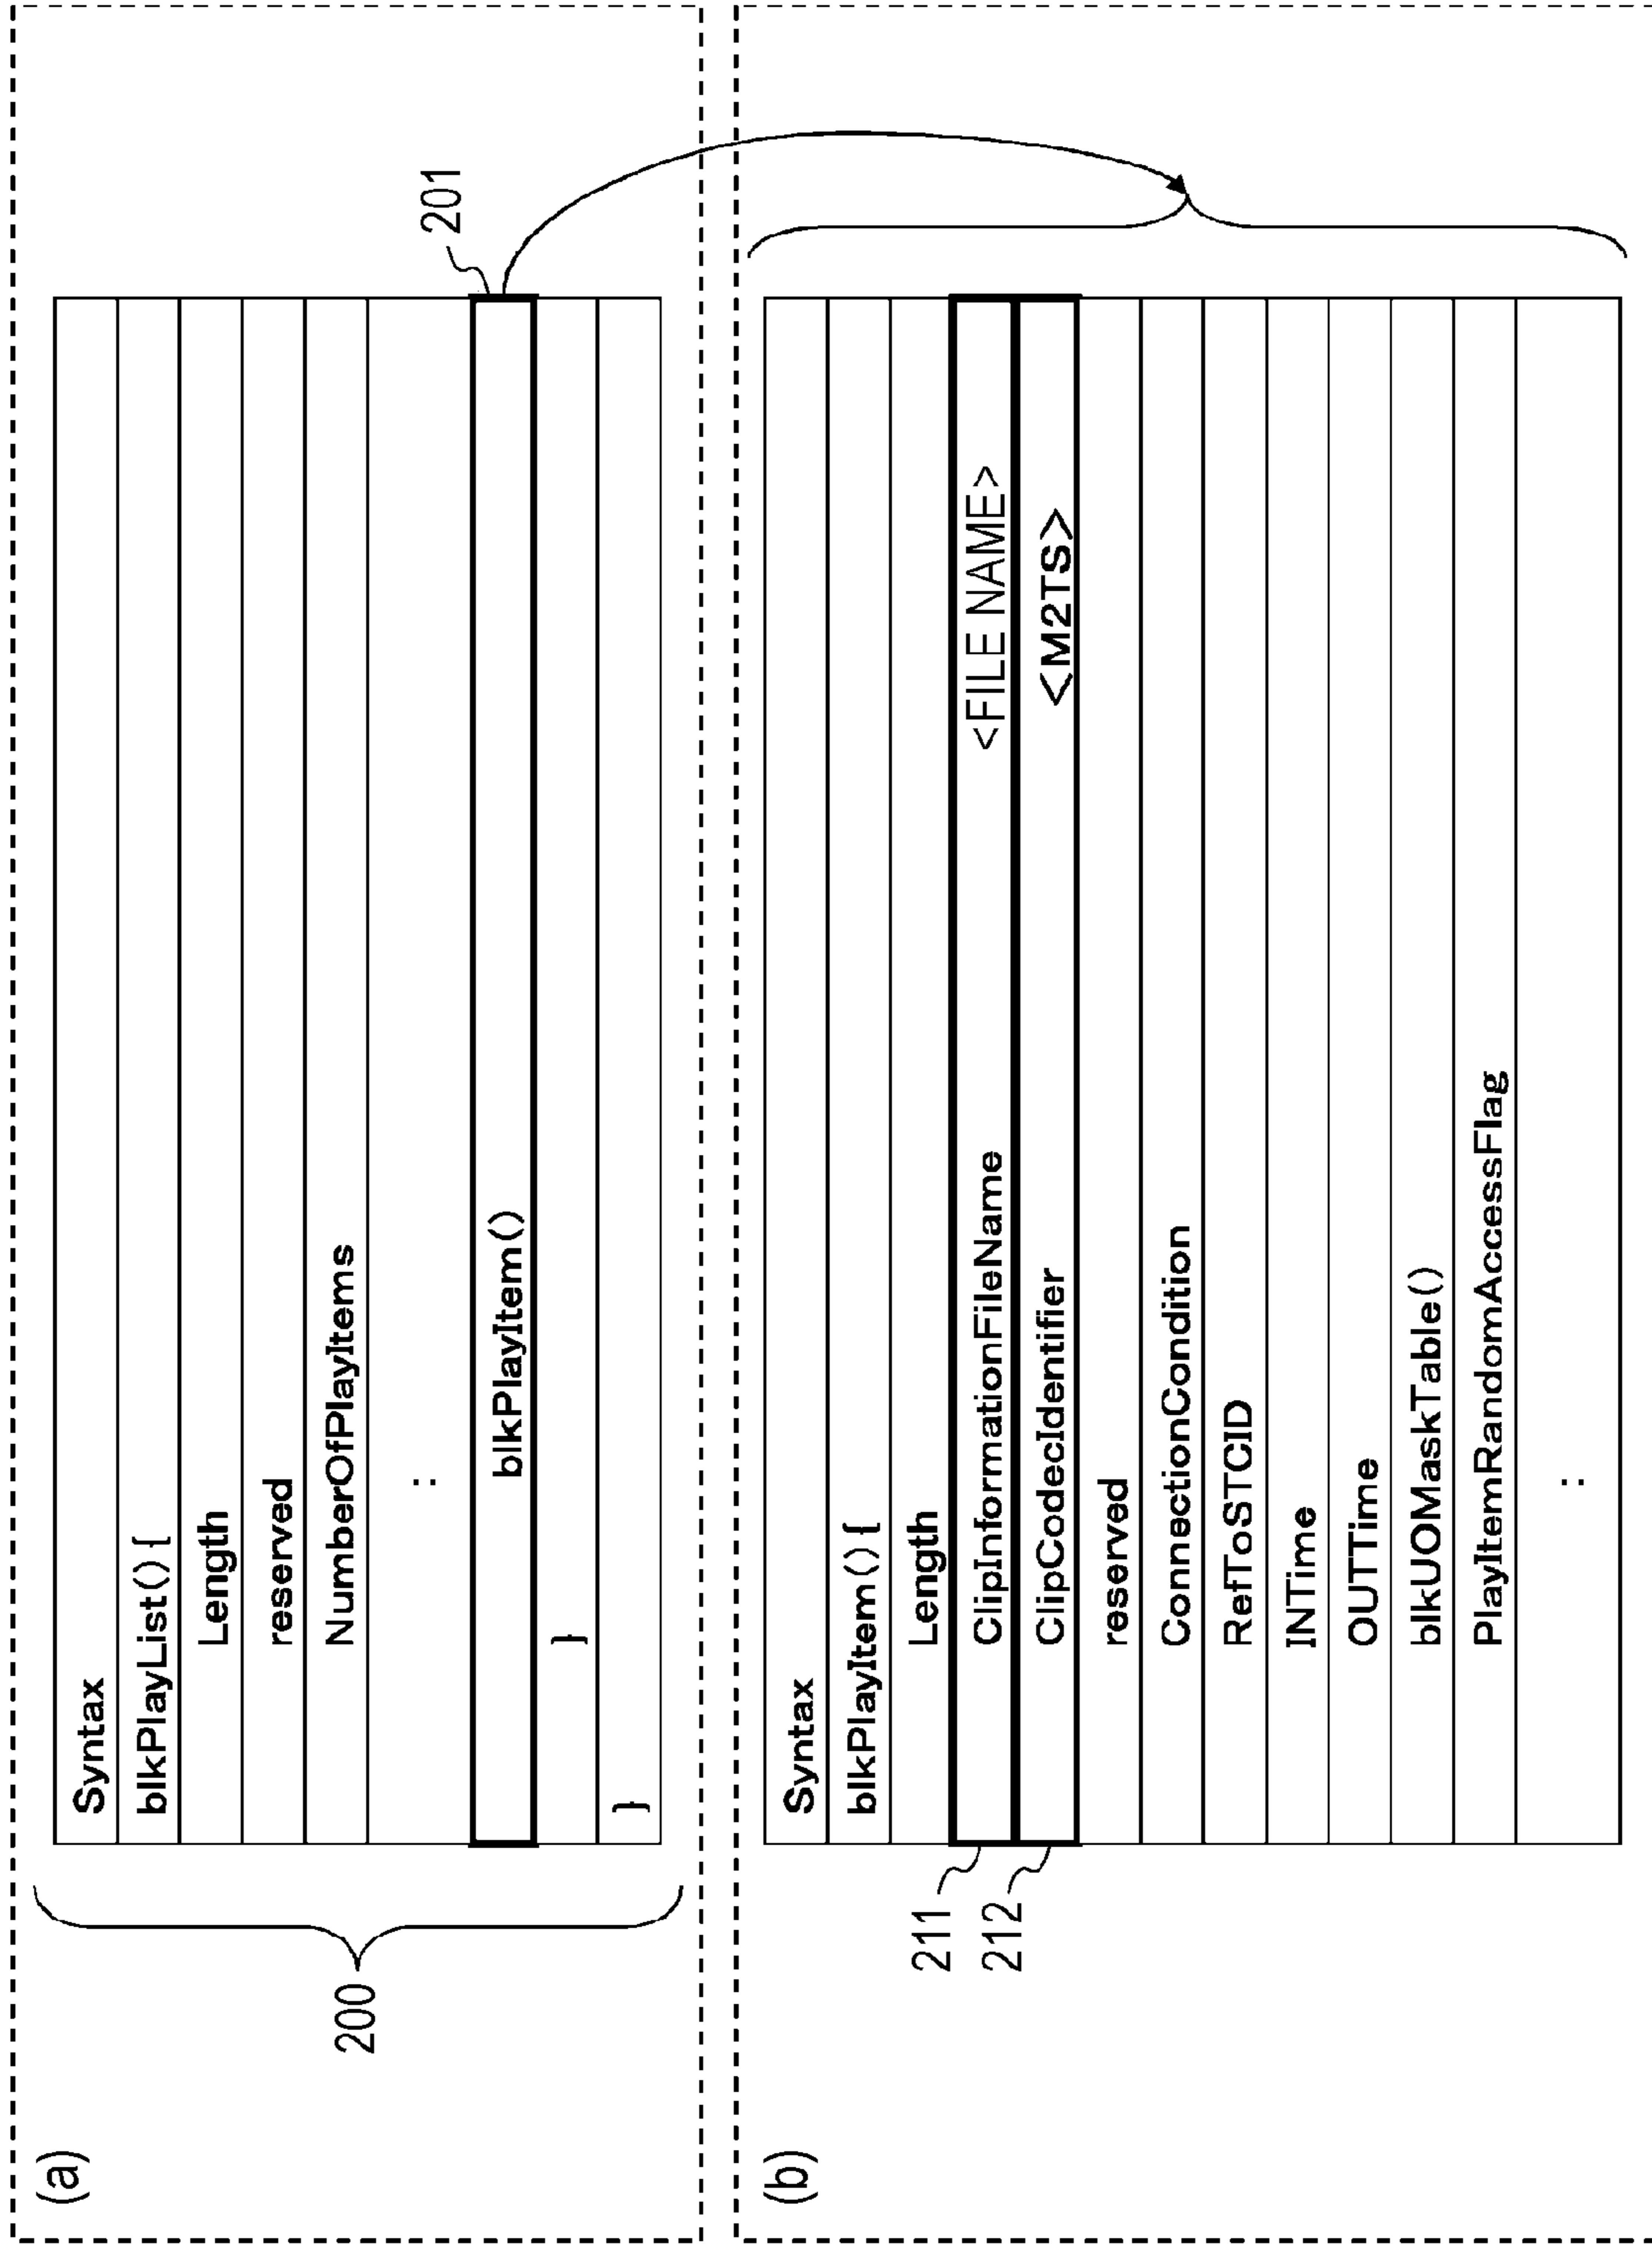 (a)
200
Syntax
blkPlayList() {
Length
reserved
NumberOfPlayItems
:
blkPlayItem()
201
}
}
(b)
Syntax
blkPlayItem() {
Length
211
ClipInformationFileName <FILE NAME>
212
ClipCodecIdentifier <M2TS>
reserved
ConnectionCondition
RefToSTCID
INTime
OUTTime
blkUOMaskTable()
PlayItemRandomAccessFlag
: